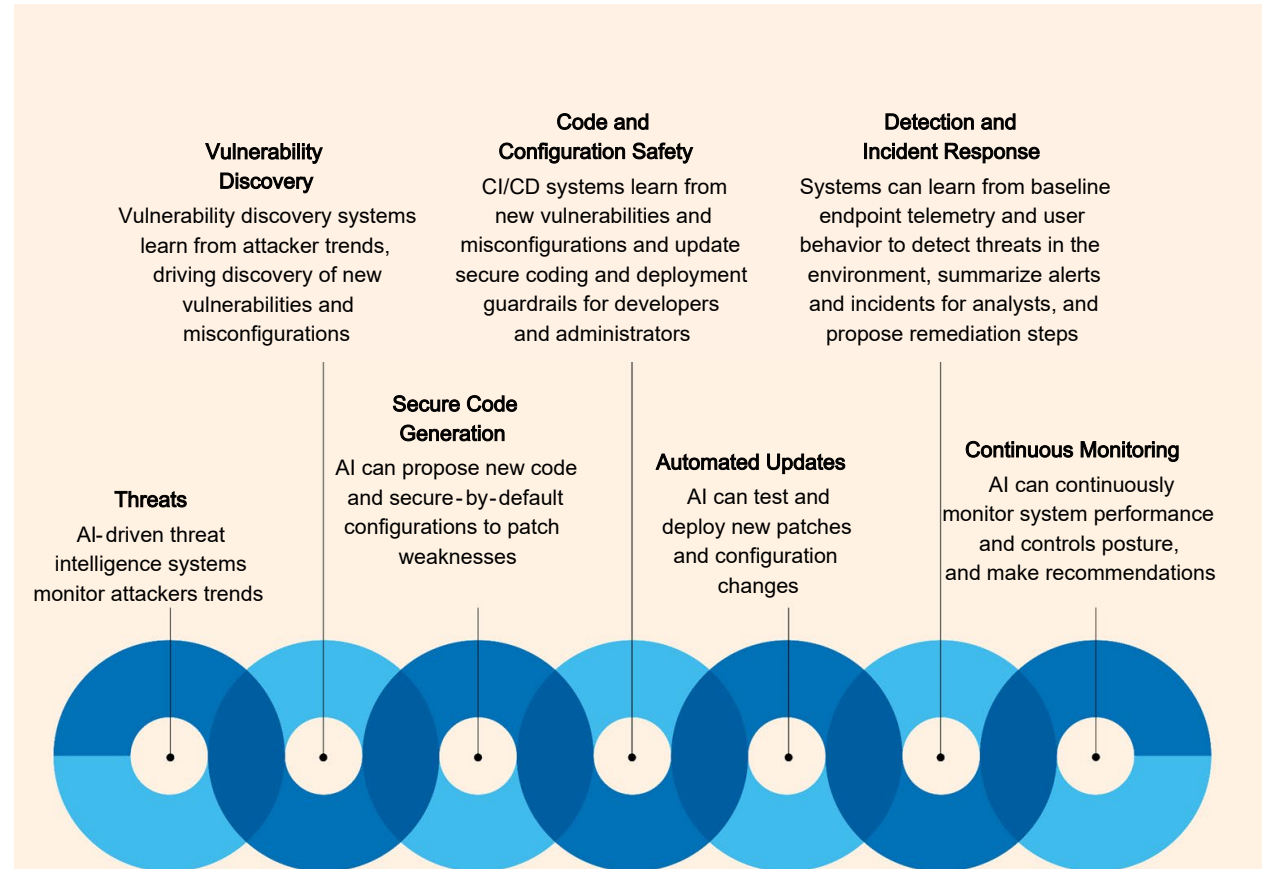 Threats
AI-driven threat
intelligence systems
monitor attackers trends
Vulnerability
Discovery
Vulnerability discovery systems
learn from attacker trends,
driving discovery of new
vulnerabilities and
misconfigurations
Secure Code
Generation
AI can propose new code
and secure-by-default
configurations to patch
weaknesses
Code and
Configuration Safety
CI/CD systems learn from
new vulnerabilities and
misconfigurations and update
secure coding and deployment
guardrails for developers
and administrators
Automated Updates
AI can test and
deploy new patches
and configuration
changes
Detection and
Incident Response
Systems can learn from baseline
endpoint telemetry and user
behavior to detect threats in the
environment, summarize alerts
and incidents for analysts, and
propose remediation steps
Continuous Monitoring
AI can continuously
monitor system performance
and controls posture,
and make recommendations